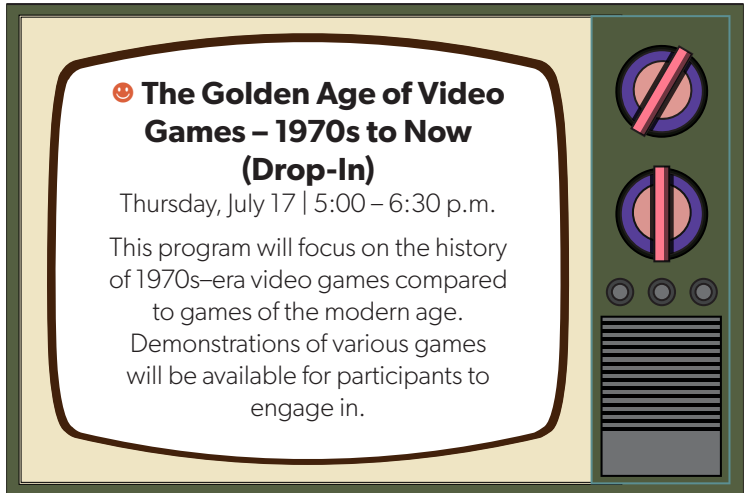 The Golden Age of Video
Games – 1970s to Now
(Drop-In)
Thursday, July 17 | 5:00 – 6:30 p.m.
This program will focus on the history
of 1970s–era video games compared
to games of the modern age.
Demonstrations of various games
will be available for participants to
engage in.